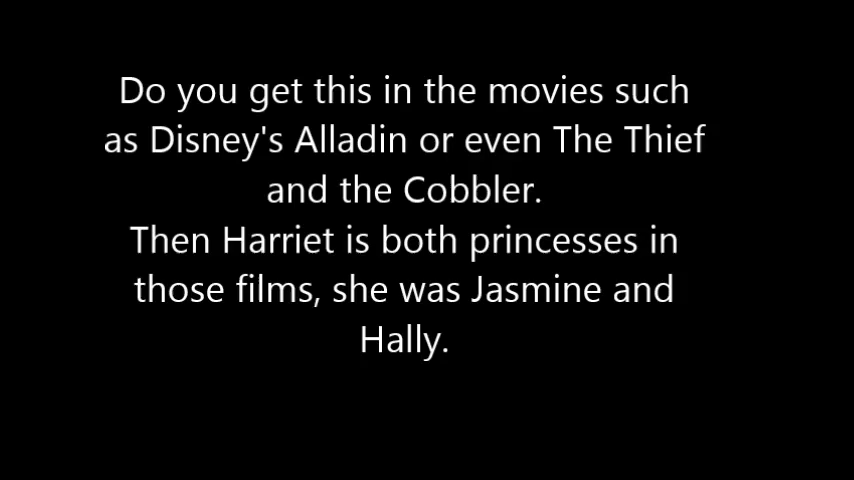 Do you get this in the movies such
as Disney's Alladin or even The Thief
and the Cobbler.
Then Harriet is both princesses in
those films, she was Jasmine and
Hally.